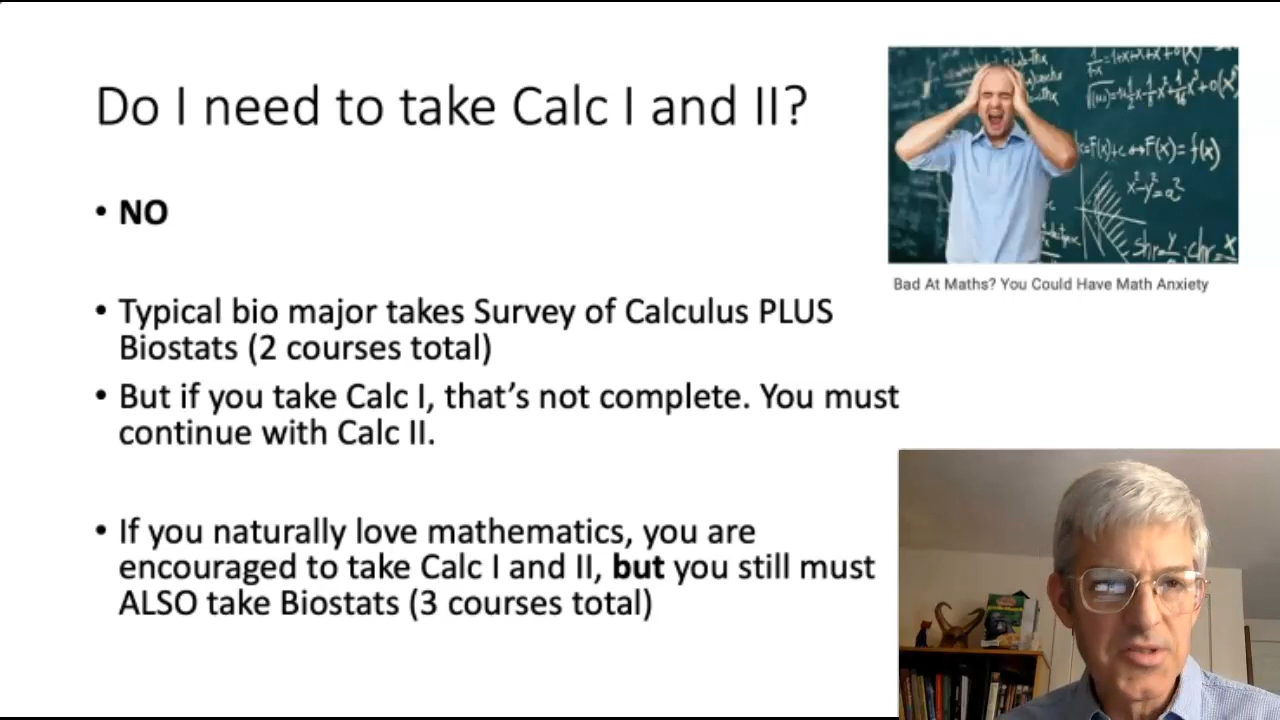 Do I need to take Calc I and II?
• NO
• Typical bio major takes Survey of Calculus PLUS
Biostats (2 courses total)
• But if you take Calc I, that’s not complete. You must
continue with Calc II.
• If you naturally love mathematics, you are
encouraged to take Calc I and II, but you still must
ALSO take Biostats (3 courses total)
Bad At Maths? You Could Have Math Anxiety
F(x)= f(x)
x²-y²=a²